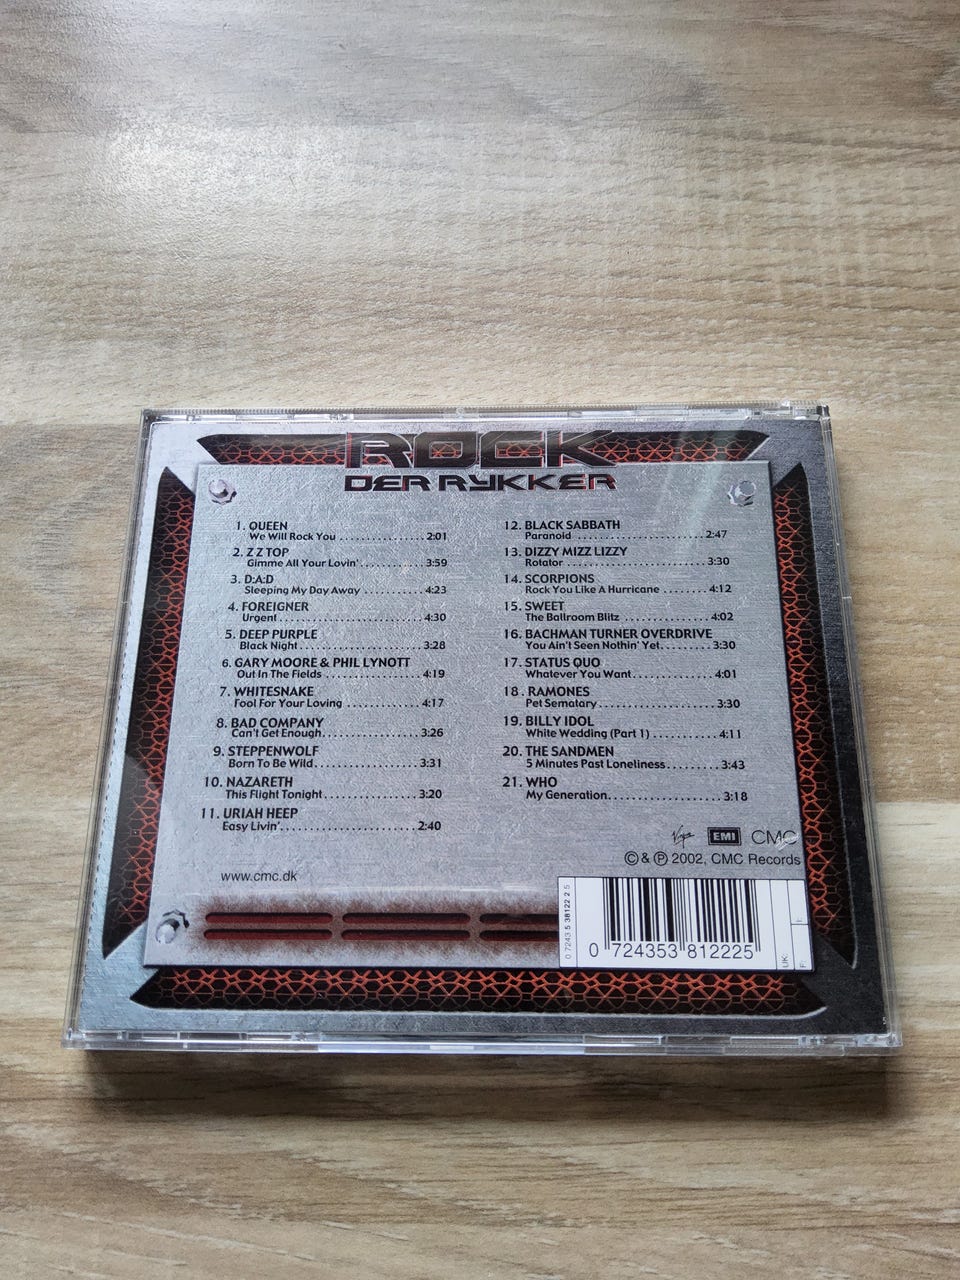 ROCK
DER RYKKER
1. QUEEN
We Will Rock You ................ 2:01
2. Z Z TOP
Gimme All Your Lovin' ............ 3:59
3. D:A:D
Sleeping My Day Away ........... 4:23
4. FOREIGNER
Urgent ........................... 4:30
5. DEEP PURPLE
Black Night ....................... 3:28
6. GARY MOORE & PHIL LYNOTT
Out In The Fields .................. 4:19
7. WHITESNAKE
Fool For Your Loving .............. 4:17
8. BAD COMPANY
Can't Get Enough .................. 3:26
9. STEPPENWOLF
Born To Be Wild .................... 3:31
10. NAZARETH
This Flight Tonight ................. 3:20
11. URIAH HEEP
Easy Livin' .......................... 2:40
12. BLACK SABBATH
Paranoid ......................... 2:47
13. DIZZY MIZZ LIZZY
Rotator .......................... 3:30
14. SCORPIONS
Rock You Like A Hurricane ........ 4:12
15. SWEET
The Ballroom Blitz ................ 4:02
16. BACHMAN TURNER OVERDRIVE
You Ain't Seen Nothin' Yet ......... 3:30
17. STATUS QUO
Whatever You Want ............... 4:01
18. RAMONES
Pet Sematary ..................... 3:30
19. BILLY IDOL
White Wedding (Part 1) ............ 4:11
20. THE SANDMEN
5 Minutes Past Loneliness .......... 3:43
21. WHO
My Generation ..................... 3:18
Virgin EMI CMC
© & ℗ 2002, CMC Records
www.cmc.dk
0 7243 5 38122 2 5
0 724353 812225
UK:
F:
I: